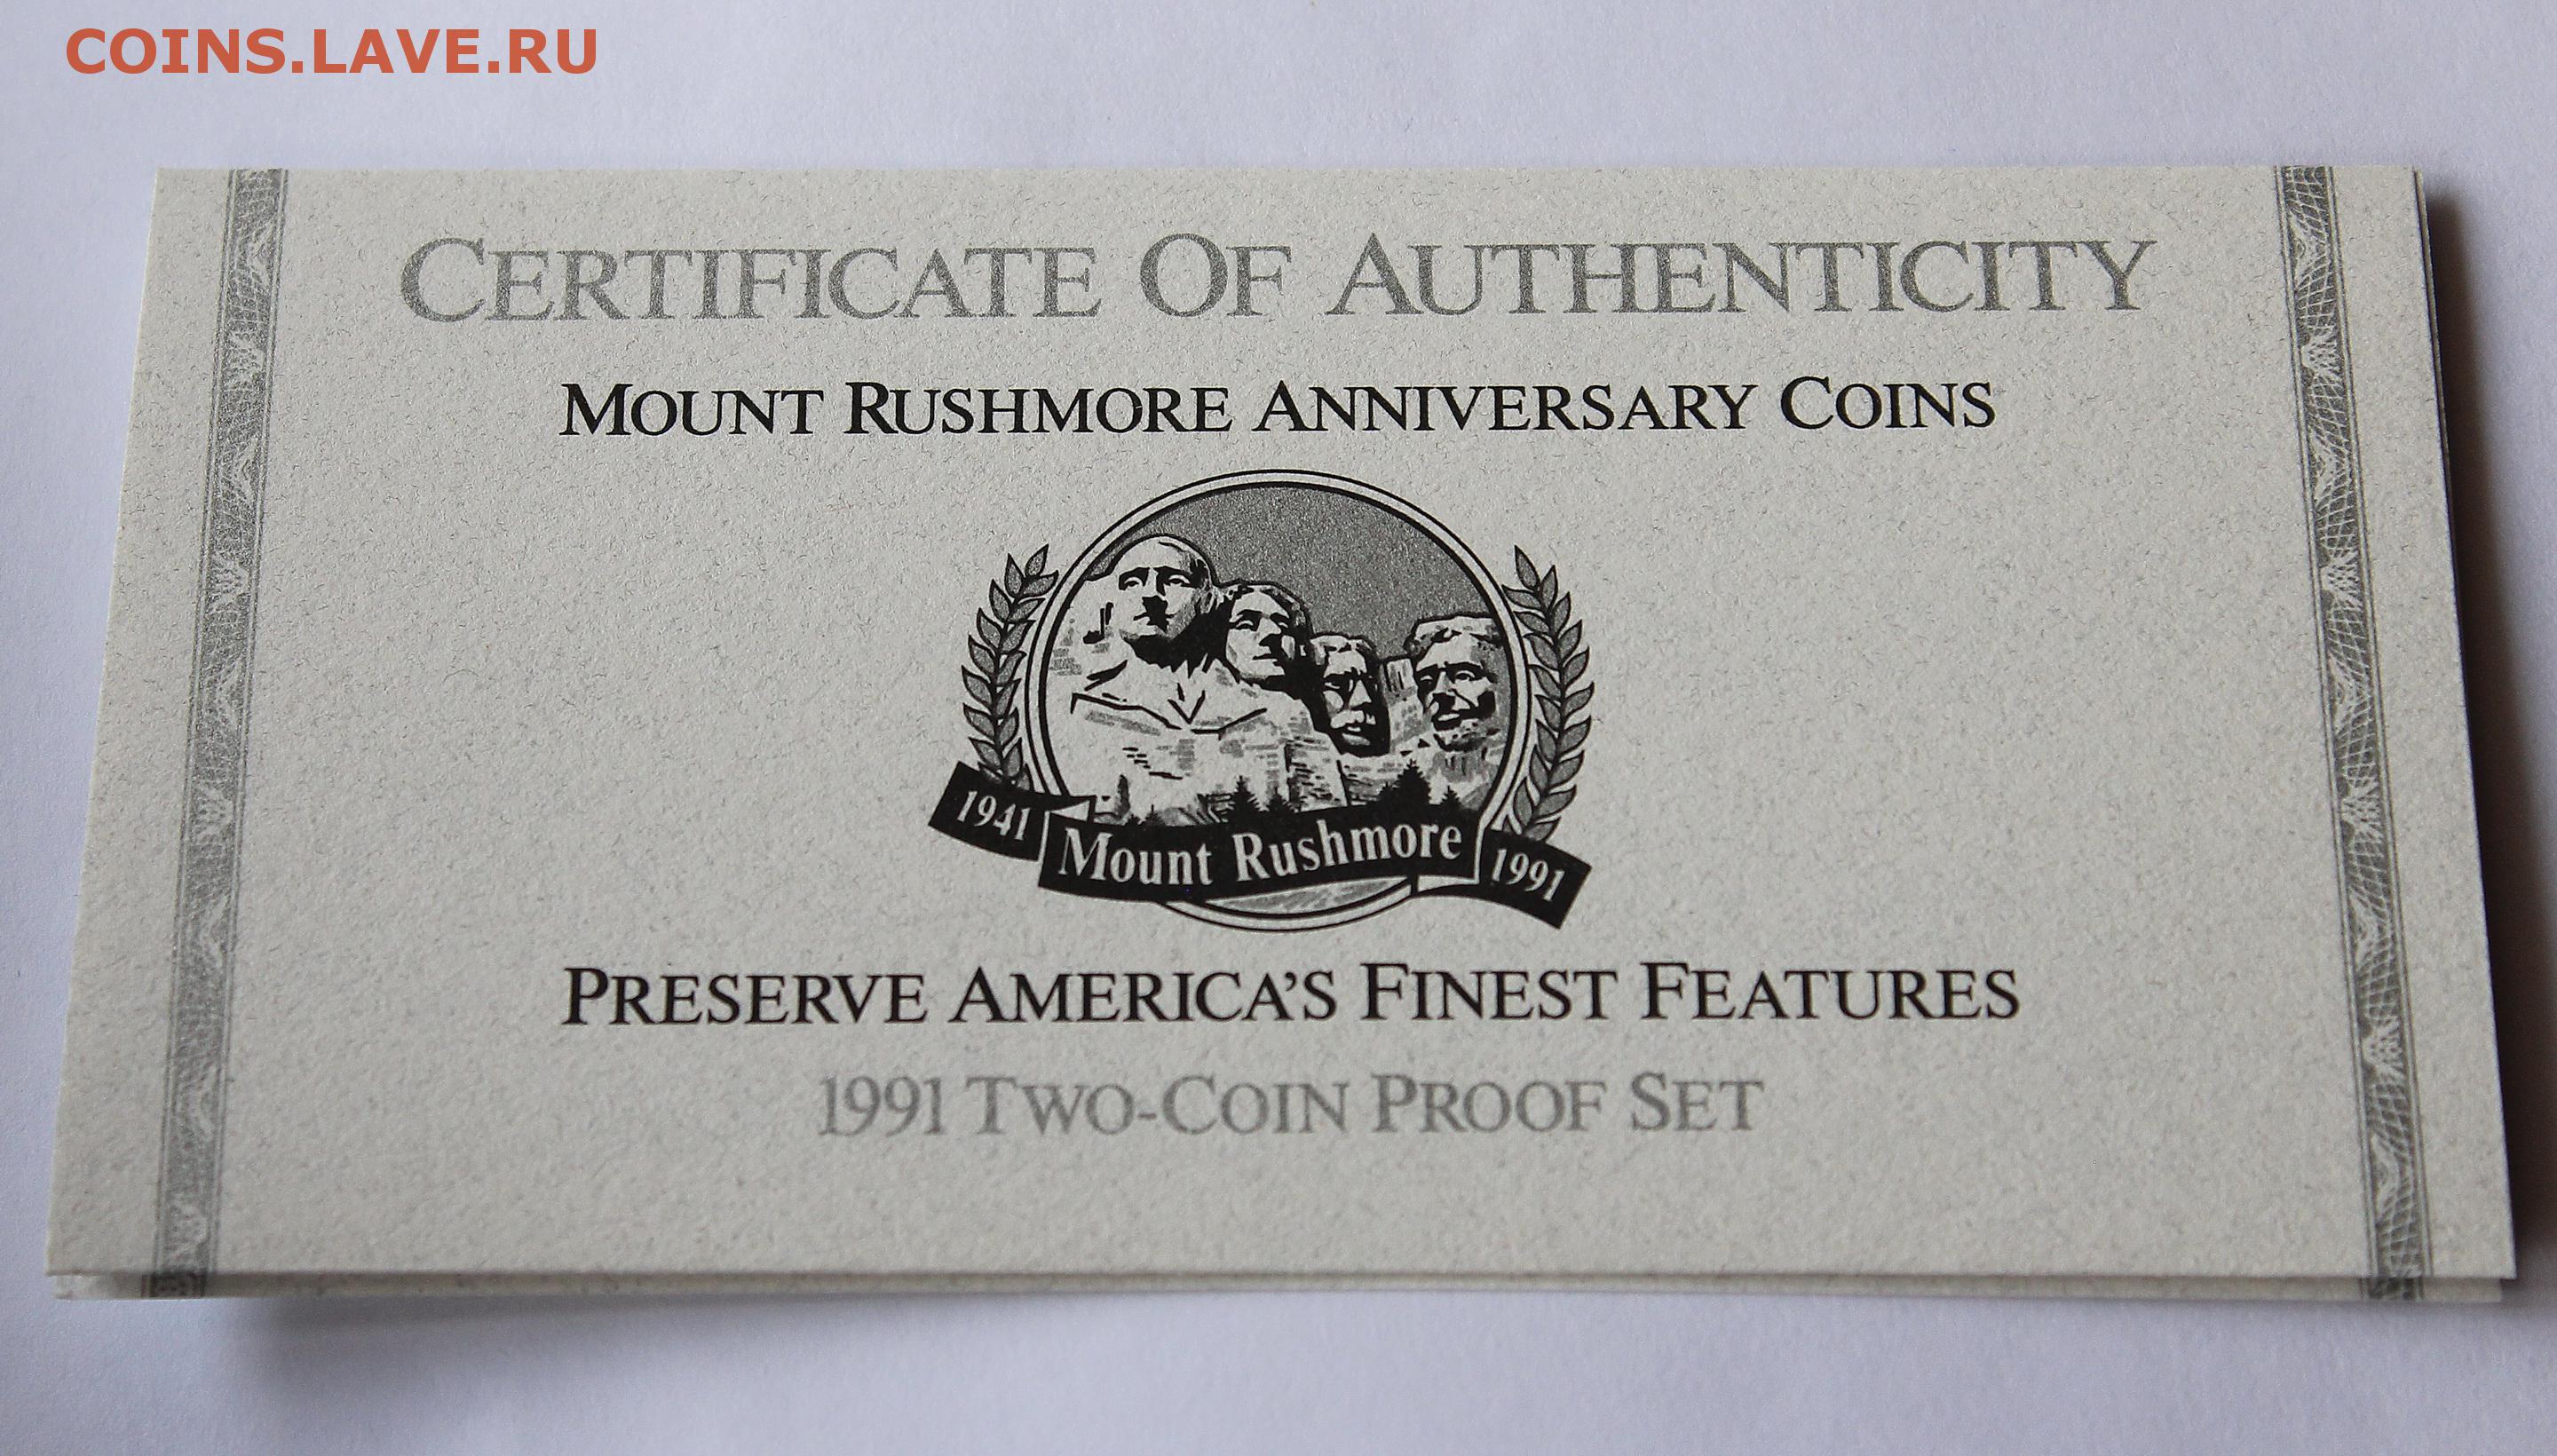 COINS.LAVE.RU
CERTIFICATE OF AUTHENTICITY
MOUNT RUSHMORE ANNIVERSARY COINS
1941 Mount Rushmore 1991
PRESERVE AMERICA'S FINEST FEATURES
1991 TWO-COIN PROOF SET